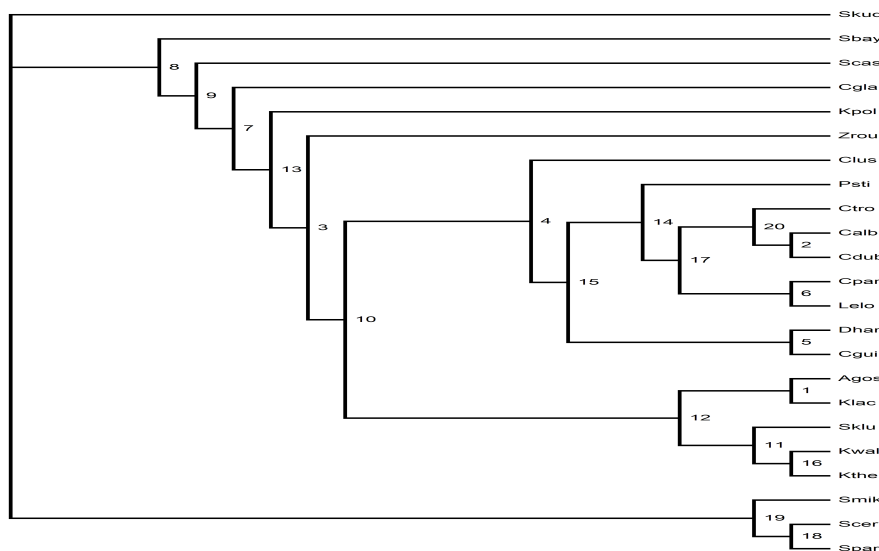 Skud
Sbay
Scas
8
Cgla
9
Kpol
7
Zrou
Clus
13
Psti
Ctro
3 4 14 20
Calb
2
Cdub
17
Cpar
15
6
Lelo
10
Dhan
5
Cgui
Agos
1
Klac
12
Sklu
11
Kwal
16
Kthe
Smik
19
Scer
18
Spar